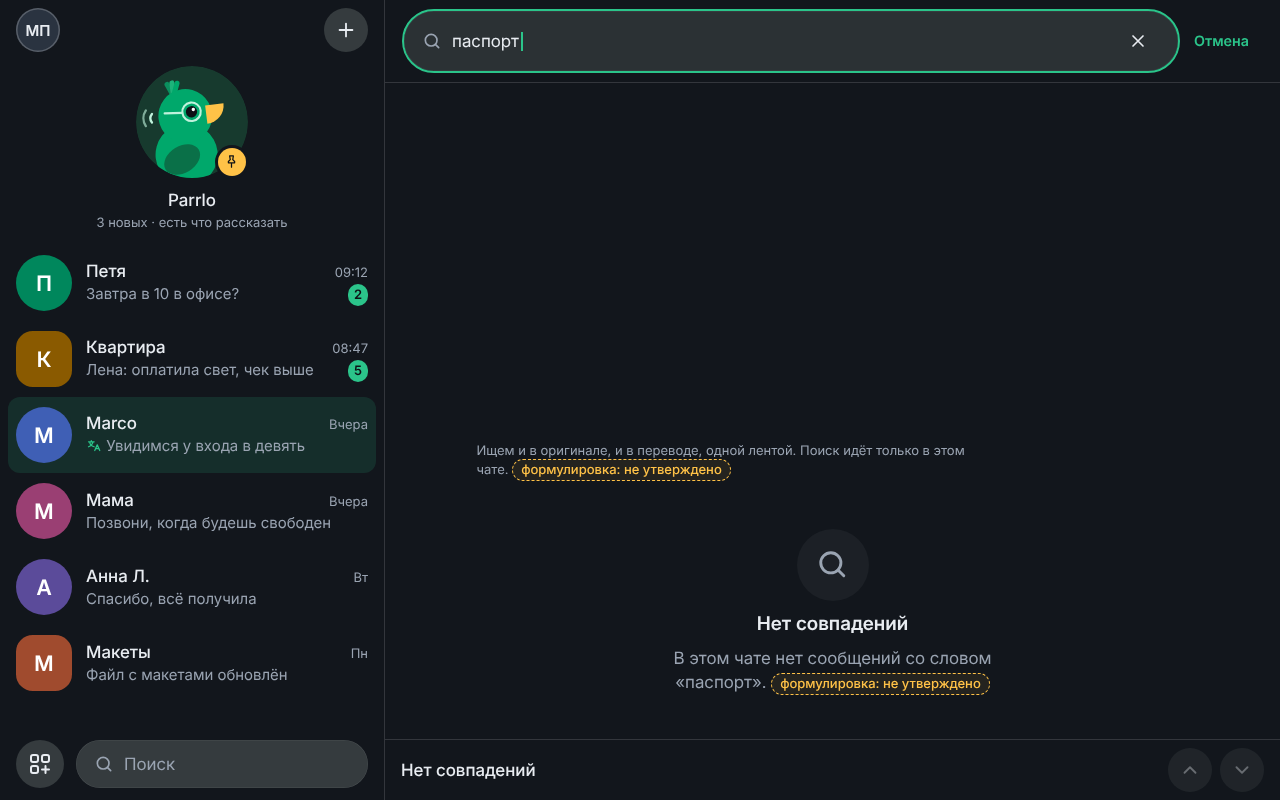 МП
Parrlo
3 новых · есть что рассказать
П
Петя
09:12
Завтра в 10 в офисе?
2
К
Квартира
08:47
Лена: оплатила свет, чек выше
5
M
Marco
Вчера
Увидимся у входа в девять
М
Мама
Вчера
Позвони, когда будешь свободен
А
Анна Л.
Вт
Спасибо, всё получила
М
Макеты
Пн
Файл с макетами обновлён
Поиск
паспорт
Отмена
Ищем и в оригинале, и в переводе, одной лентой. Поиск идёт только в этом
чате. формулировка: не утверждено
Нет совпадений
В этом чате нет сообщений со словом
«паспорт». формулировка: не утверждено
Нет совпадений